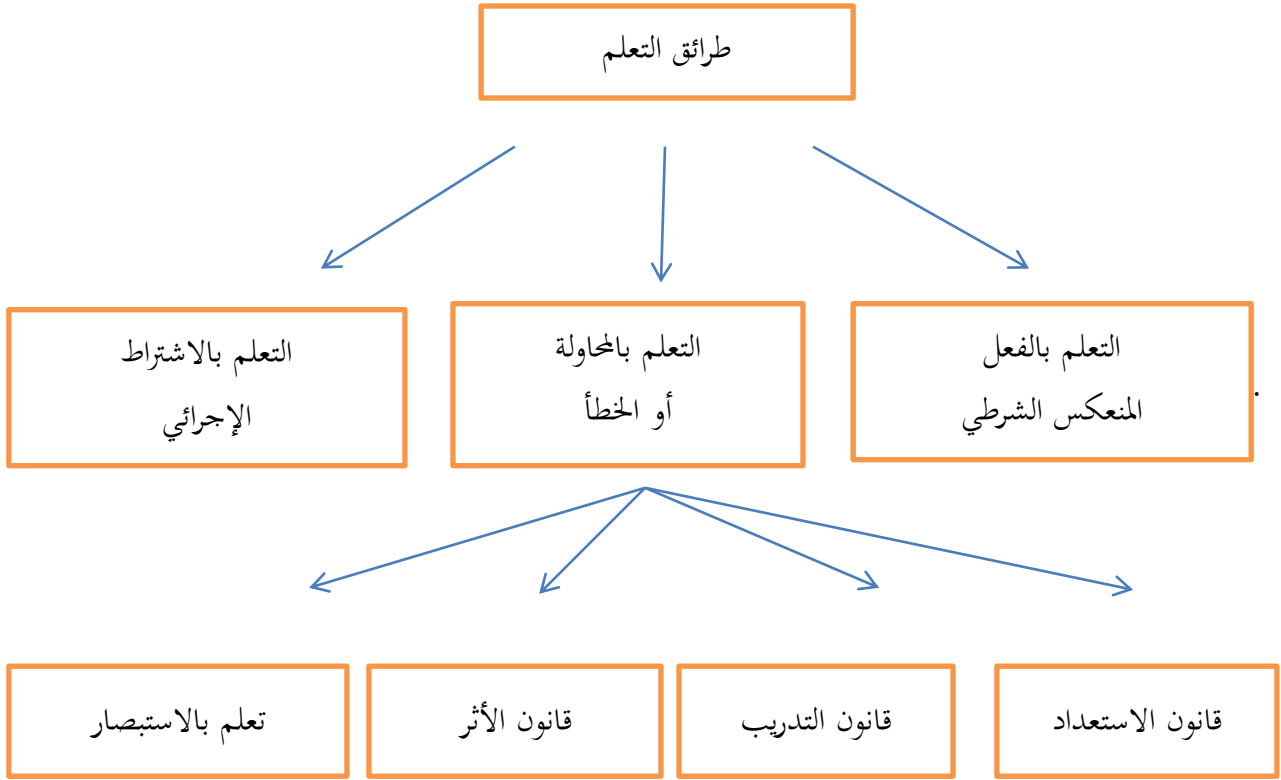 طرائق التعلم
التعلم بالفعل
المنعكس الشرطي
.
التعلم بالمحاولة
أو الخطأ
التعلم بالاشتراط
الإجرائي
قانون الاستعداد
قانون التدريب
قانون الأثر
تعلم بالاستبصار